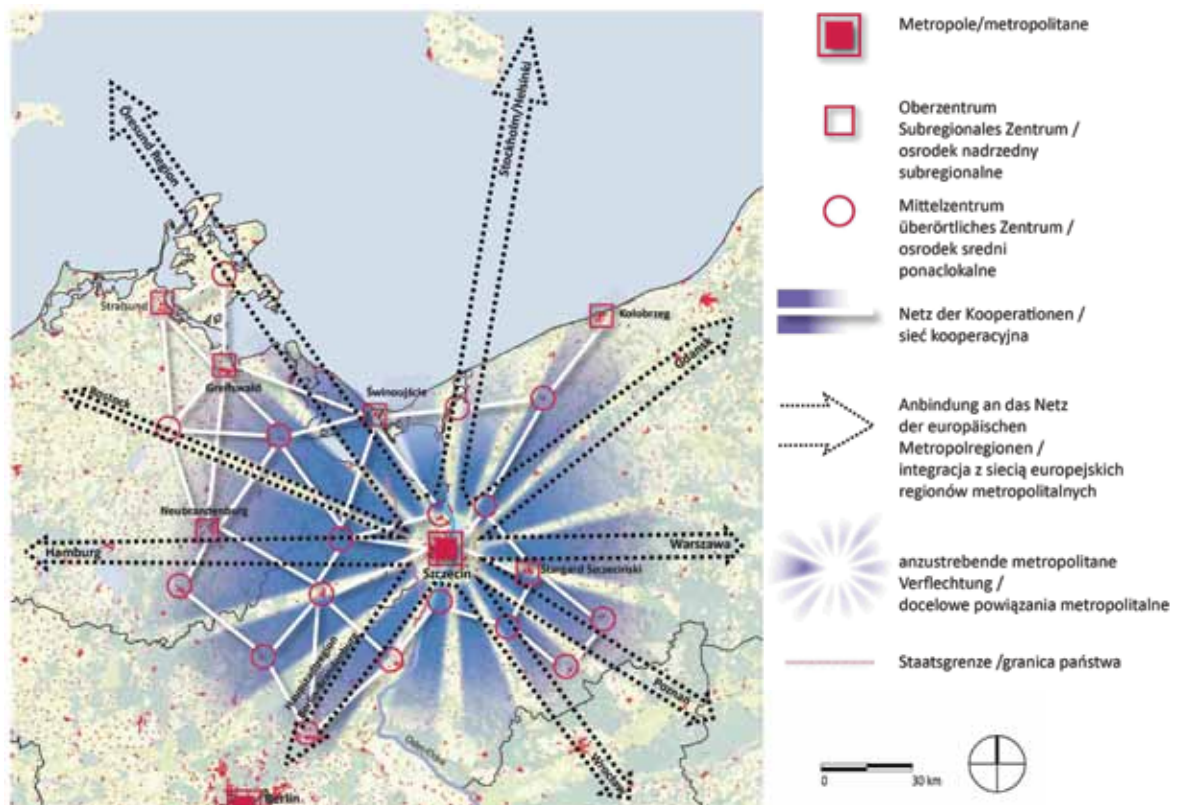 Öresund Region
Stockholm/Helsinki
Stralsund
Kołobrzeg
Gdansk
Greifswald
Rostock
Świnoujście
Neubrandenburg
Hamburg
Warszawa
Szczecin
Stargard Szczeciński
Poznań
Wrocław
Oder/Odra
Berlin
Metropole/metropolitane
Oberzentrum
Subregionales Zentrum /
osrodek nadrzedny
subregionalne
Mittelzentrum
überörtliches Zentrum /
osrodek sredni
ponaclokalne
Netz der Kooperationen /
sieć kooperacyjna
Anbindung an das Netz
der europäischen
Metropolregionen /
integracja z siecią europejskich
regionów metropolitalnych
anzustrebende metropolitane
Verflechtung /
docelowe powiązania metropolitalne
Staatsgrenze /granica państwa
0 30 km